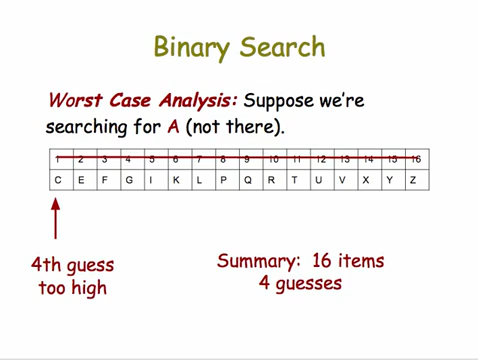 Binary Search
Worst Case Analysis: Suppose we're
searching for A (not there).
1 2 3 4 5 6 7 8 9 10 11 12 13 14 15 16
C E F G I K L P Q R T U V X Y Z
4th guess
too high
Summary: 16 items
4 guesses